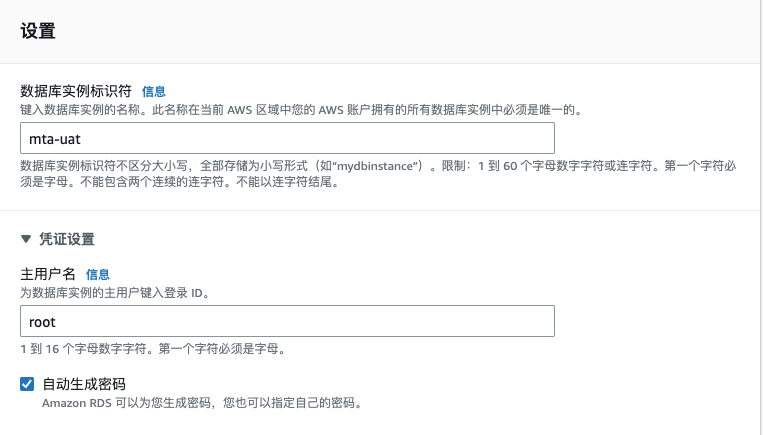 设置
数据库实例标识符 信息
键入数据库实例的名称。此名称在当前 AWS 区域中您的 AWS 账户拥有的所有数据库实例中必须是唯一的。
mta-uat
数据库实例标识符不区分大小写，全部存储为小写形式（如“mydbinstance”）。限制：1 到 60 个字母数字字符或连字符。第一个字符必
须是字母。不能包含两个连续的连字符。不能以连字符结尾。
▼ 凭证设置
主用户名 信息
为数据库实例的主用户键入登录 ID。
root
1 到 16 个字母数字字符。第一个字符必须是字母。
自动生成密码
Amazon RDS 可以为您生成密码，您也可以指定自己的密码。